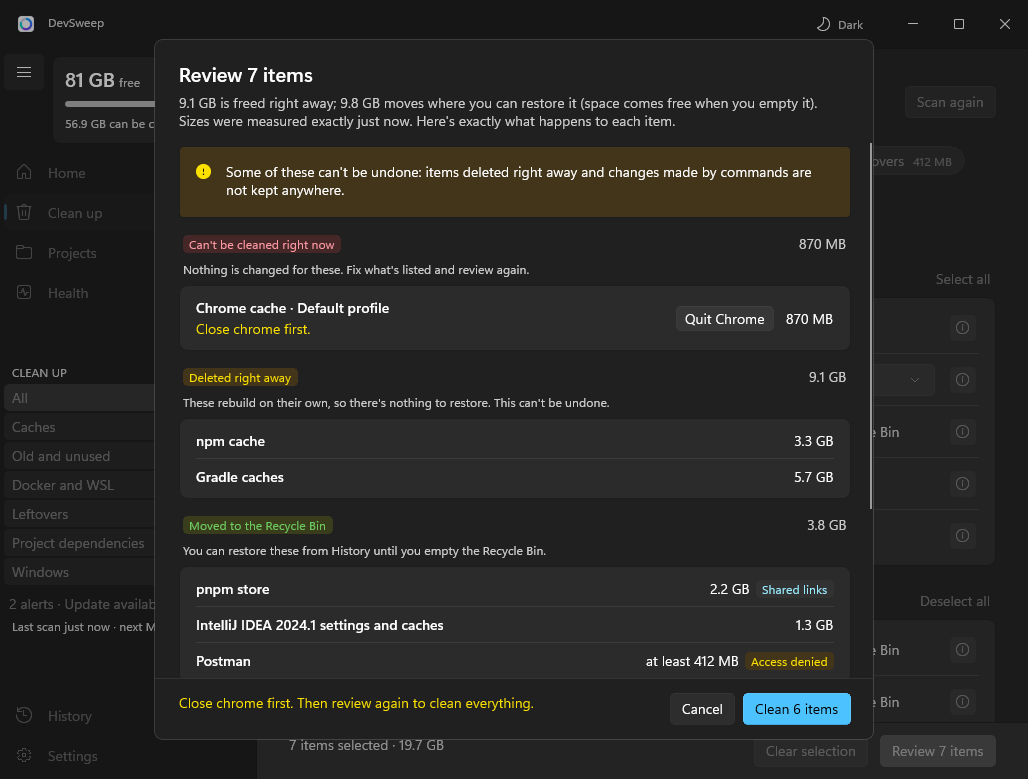 DevSweep
Dark
81 GB free
56.9 GB can be c
Scan again
Home
Clean up
Projects
Health
CLEAN UP
All
Caches
Old and unused
Docker and WSL
Leftovers
Project dependencies
Windows
2 alerts · Update availab
Last scan just now · next M
History
Settings
Review 7 items
9.1 GB is freed right away; 9.8 GB moves where you can restore it (space comes free when you empty it).
Sizes were measured exactly just now. Here's exactly what happens to each item.
Some of these can't be undone: items deleted right away and changes made by commands are
not kept anywhere.
Can't be cleaned right now 870 MB
Nothing is changed for these. Fix what's listed and review again.
Chrome cache · Default profile
Close chrome first.
Quit Chrome 870 MB
Deleted right away 9.1 GB
These rebuild on their own, so there's nothing to restore. This can't be undone.
npm cache 3.3 GB
Gradle caches 5.7 GB
Moved to the Recycle Bin 3.8 GB
You can restore these from History until you empty the Recycle Bin.
pnpm store 2.2 GB Shared links
IntelliJ IDEA 2024.1 settings and caches 1.3 GB
Postman at least 412 MB Access denied
Close chrome first. Then review again to clean everything.
Cancel
Clean 6 items
overs 412 MB
Select all
e Bin
Deselect all
e Bin
e Bin
7 items selected · 19.7 GB
Clear selection
Review 7 items